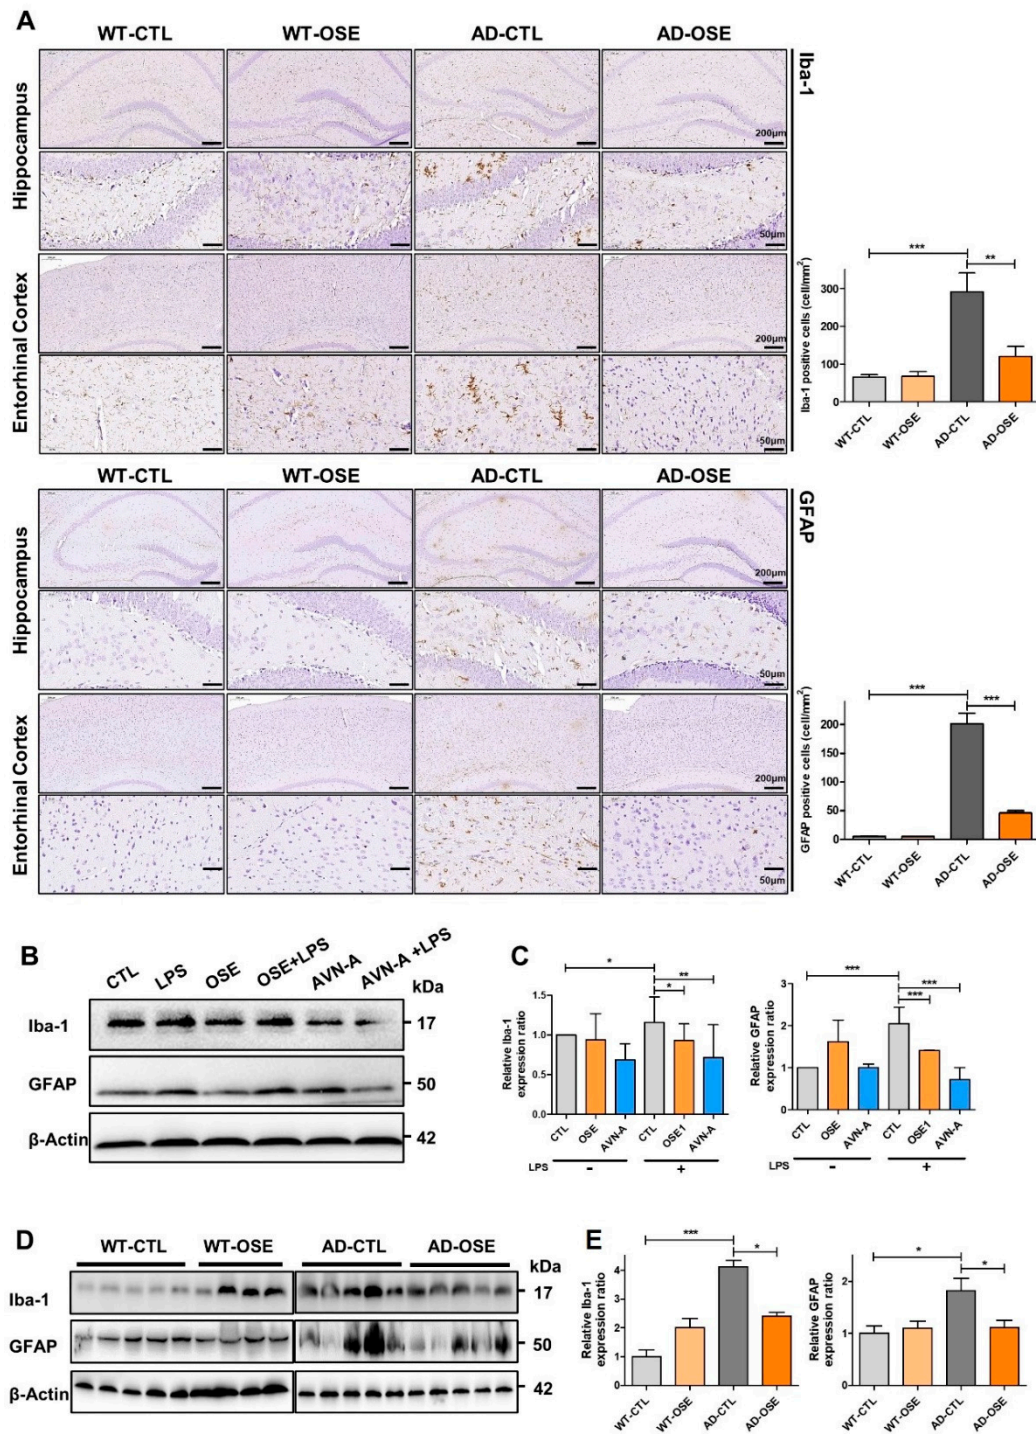 A
WT-CTL WT-OSE AD-CTL AD-OSE
Iba-1
Hippocampus
200μm
50μm
Entorhinal Cortex
200μm
50μm
Iba-1 positive cells (cell/mm²)
300
200
100
0
*** **
WT-CTL WT-OSE AD-CTL AD-OSE
WT-CTL WT-OSE AD-CTL AD-OSE
GFAP
Hippocampus
200μm
50μm
Entorhinal Cortex
200μm
50μm
GFAP positive cells (cell/mm²)
200
150
100
50
0
*** ***
WT-CTL WT-OSE AD-CTL AD-OSE
B
CTL LPS OSE OSE+LPS AVN-A AVN-A +LPS
kDa
Iba-1 17
GFAP 50
β-Actin 42
C
Relative Iba-1
expression ratio
1.5
1.0
0.5
0.0
* ** *
CTL OSE AVN-A CTL OSE1 AVN-A
LPS - +
Relative GFAP
expression ratio
3
2
1
0
*** *** ***
CTL OSE AVN-A CTL OSE1 AVN-A
LPS - +
D
WT-CTL WT-OSE AD-CTL AD-OSE
kDa
Iba-1 17
GFAP 50
β-Actin 42
E
Relative Iba-1
expression ratio
4
2
1
0
*** *
WT-CTL WT-OSE AD-CTL AD-OSE
Relative GFAP
expression ratio
2
1
0
* *
WT-CTL WT-OSE AD-CTL AD-OSE